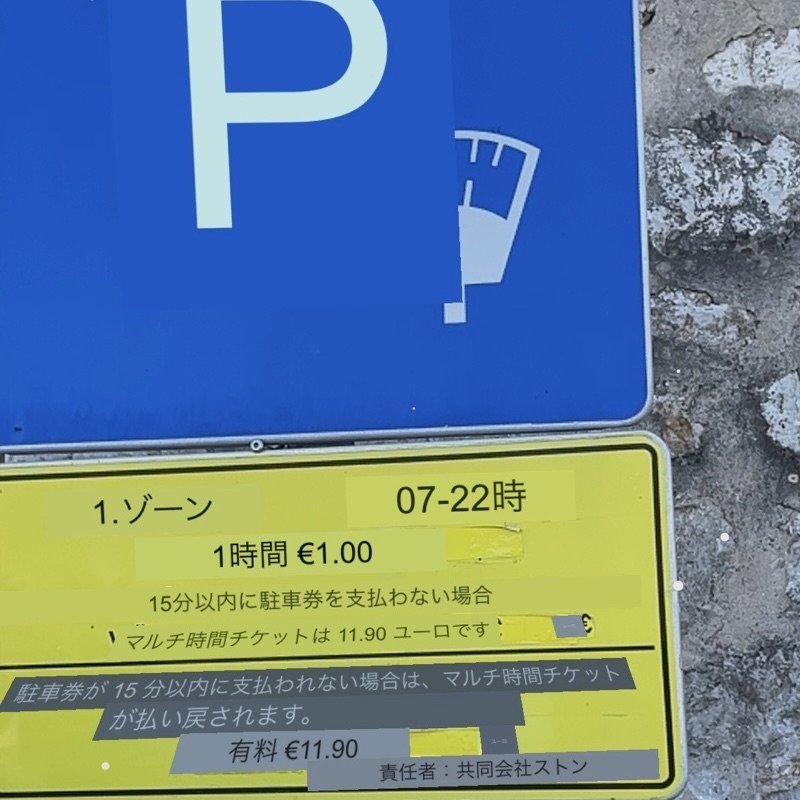 P
1.ゾーン 07-22時
1時間 €1.00
15分以内に駐車券を支払わない場合
マルチ時間チケットは 11.90 ユーロです
駐車券が 15 分以内に支払われない場合は、マルチ時間チケット
が払い戻されます。
有料 €11.90
責任者：共同会社ストン